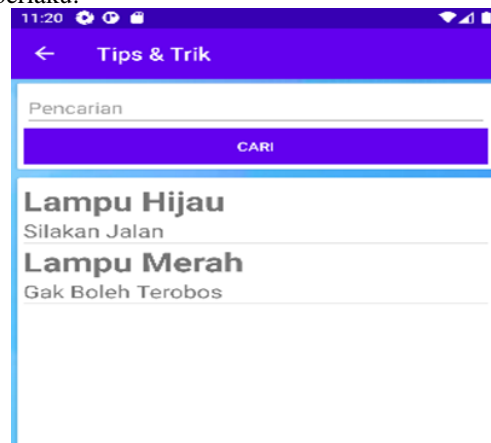 11:20
Tips & Trik
Pencarian
CARI
Lampu Hijau
Silakan Jalan
Lampu Merah
Gak Boleh Terobos